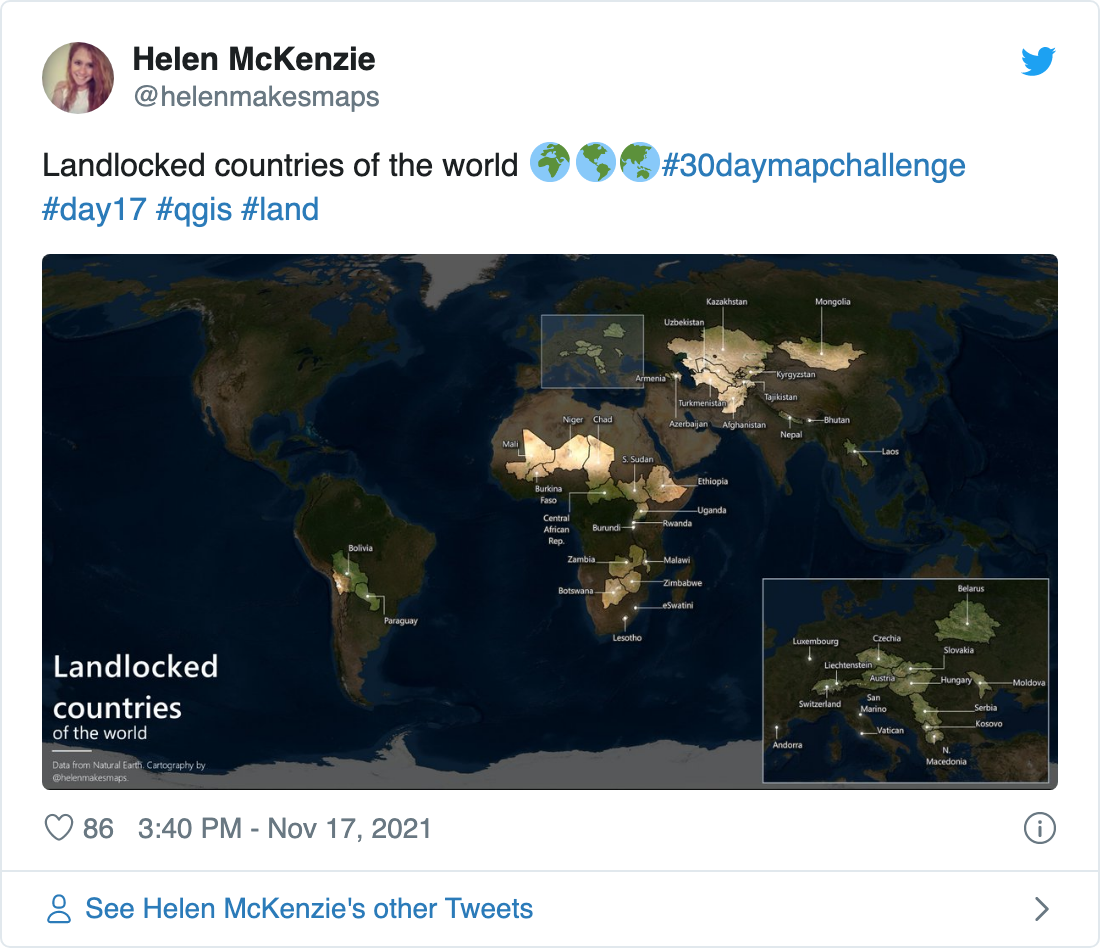 Helen McKenzie
@helenmakesmaps
Landlocked countries of the world 🌍🌎🌏#30daymapchallenge
#day17 #qgis #land
Kazakhstan
Mongolia
Uzbekistan
Armenia
Kyrgyzstan
Tajikistan
Turkmenistan
Azerbaijan
Afghanistan
Nepal
Bhutan
Laos
Niger
Chad
Mali
S. Sudan
Burkina
Faso
Ethiopia
Central
African
Rep.
Uganda
Burundi
Rwanda
Zambia
Malawi
Botswana
Zimbabwe
eSwatini
Lesotho
Bolivia
Paraguay
Belarus
Luxembourg
Czechia
Slovakia
Liechtenstein
Austria
Hungary
Moldova
Switzerland
San
Marino
Serbia
Kosovo
Vatican
Andorra
N.
Macedonia
Landlocked
countries
of the world
Data from Natural Earth. Cartography by
@helenmakesmaps.
86 3:40 PM - Nov 17, 2021
See Helen McKenzie's other Tweets